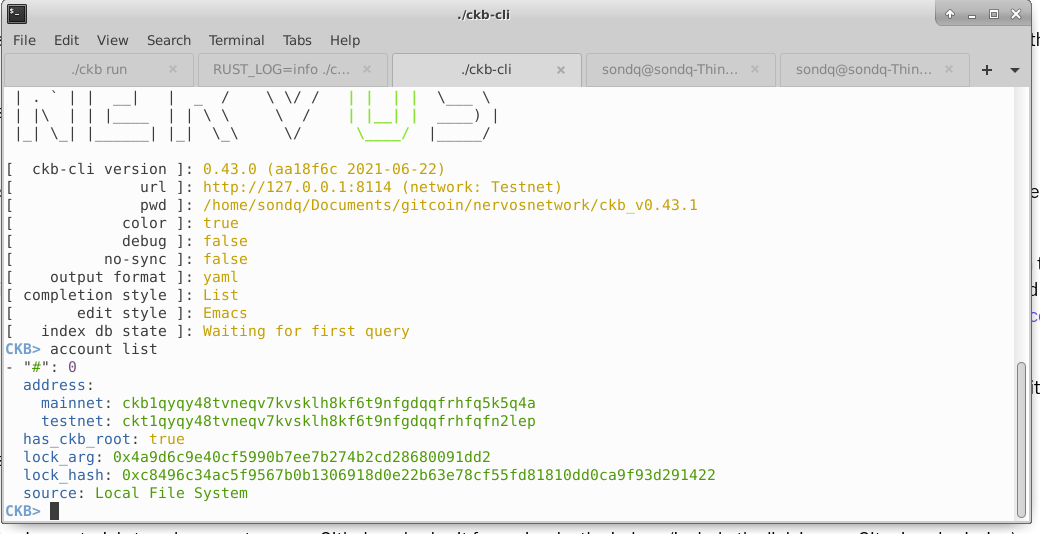 ./ckb-cli
File Edit View Search Terminal Tabs Help
./ckb run
RUST_LOG=info ./c...
./ckb-cli
sondq@sondq-Thin...
sondq@sondq-Thin...
[  ckb-cli version ]: 0.43.0 (aa18f6c 2021-06-22)
[              url ]: http://127.0.0.1:8114 (network: Testnet)
[              pwd ]: /home/sondq/Documents/gitcoin/nervosnetwork/ckb_v0.43.1
[            color ]: true
[            debug ]: false
[          no-sync ]: false
[    output format ]: yaml
[ completion style ]: List
[       edit style ]: Emacs
[   index db state ]: Waiting for first query
CKB> account list
- "#": 0
  address:
    mainnet: ckb1qyqy48tvneqv7kvsklh8kf6t9nfgdqqfrhfq5k5q4a
    testnet: ckt1qyqy48tvneqv7kvsklh8kf6t9nfgdqqfrhfqfn2lep
  has_ckb_root: true
  lock_arg: 0x4a9d6c9e40cf5990b7ee7b274b2cd28680091dd2
  lock_hash: 0xc8496c34ac5f9567b0b1306918d0e22b63e78cf55fd81810dd0ca9f93d291422
  source: Local File System
CKB>